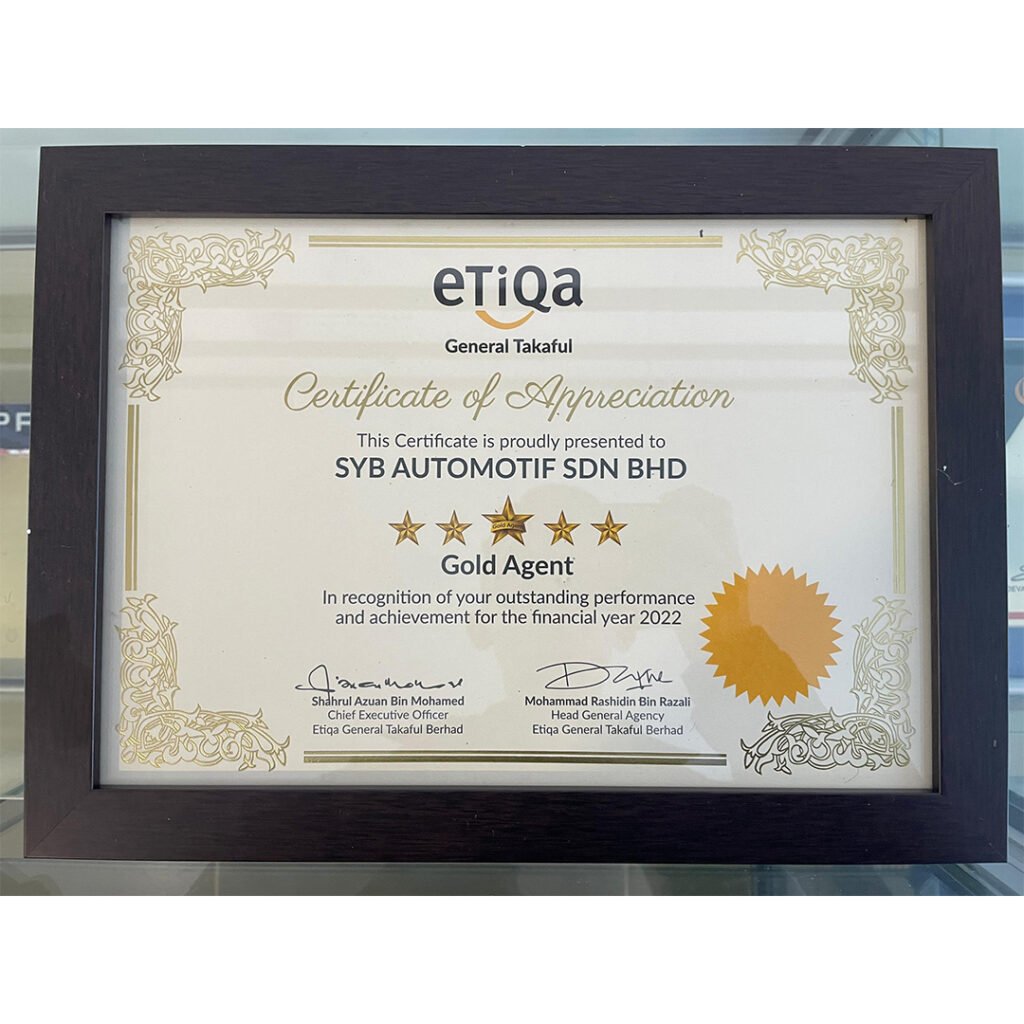 eTiQa
General Takaful
Certificate of Appreciation
This Certificate is proudly presented to
SYB AUTOMOTIF SDN BHD
Gold Agent
Gold Agent
In recognition of your outstanding performance
and achievement for the financial year 2022
Shahrul Azuan Bin Mohamed
Chief Executive Officer
Etiqa General Takaful Berhad
Mohammad Rashidin Bin Razali
Head General Agency
Etiqa General Takaful Berhad